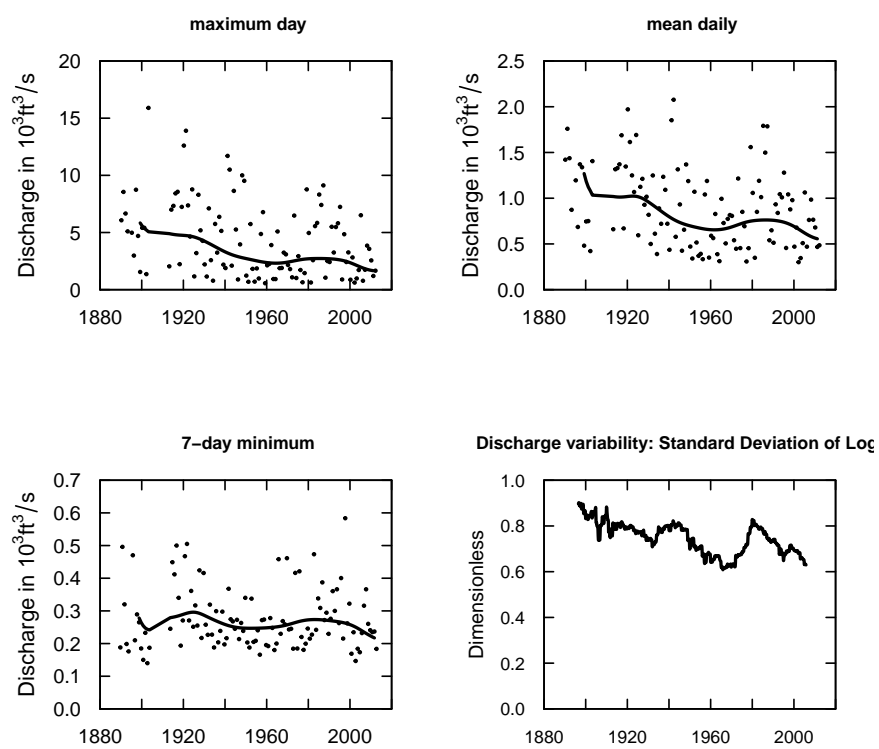 maximum day
20
15
10
5
0
Discharge in 10³ft³/s
1880 1920 1960 2000
mean daily
2.5
2.0
1.5
1.0
0.5
0.0
Discharge in 10³ft³/s
1880 1920 1960 2000
7−day minimum
0.7
0.6
0.5
0.4
0.3
0.2
0.1
0.0
Discharge in 10³ft³/s
1880 1920 1960 2000
Discharge variability: Standard Deviation of Log
1.0
0.8
0.6
0.4
0.2
0.0
Dimensionless
1880 1920 1960 2000